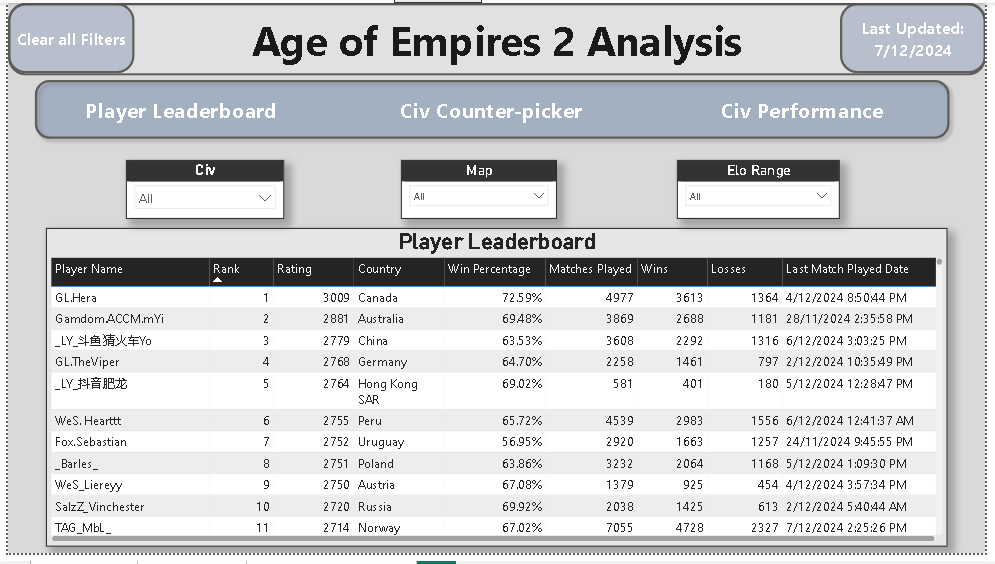 Clear all Filters
Age of Empires 2 Analysis
Last Updated:
7/12/2024
Player Leaderboard Civ Counter-picker Civ Performance
Civ Map Elo Range
All All All
Player Leaderboard
Player Name Rank Rating Country Win Percentage Matches Played Wins Losses Last Match Played Date
GL.Hera 1 3009 Canada 72.59% 4977 3613 1364 4/12/2024 8:50:44 PM
Gamdom.ACCM.mYi 2 2881 Australia 69.48% 3869 2688 1181 28/11/2024 2:35:58 PM
_LY_斗鱼猜火车Yo 3 2779 China 63.53% 3608 2292 1316 6/12/2024 3:03:25 PM
GL.TheViper 4 2768 Germany 64.70% 2258 1461 797 2/12/2024 10:35:49 PM
_LY_抖音肥龙 5 2764 Hong Kong 69.02% 581 401 180 5/12/2024 12:28:47 PM
SAR
WeS. Hearttt 6 2755 Peru 65.72% 4539 2983 1556 6/12/2024 12:41:37 AM
Fox.Sebastian 7 2752 Uruguay 56.95% 2920 1663 1257 24/11/2024 9:45:55 PM
_Barles_ 8 2751 Poland 63.86% 3232 2064 1168 5/12/2024 1:09:30 PM
WeS_Liereyy 9 2750 Austria 67.08% 1379 925 454 4/12/2024 3:57:34 PM
SalzZ_Vinchester 10 2720 Russia 69.92% 2038 1425 613 2/12/2024 5:40:44 AM
TAG_MbL_ 11 2714 Norway 67.02% 7055 4728 2327 7/12/2024 2:25:26 PM